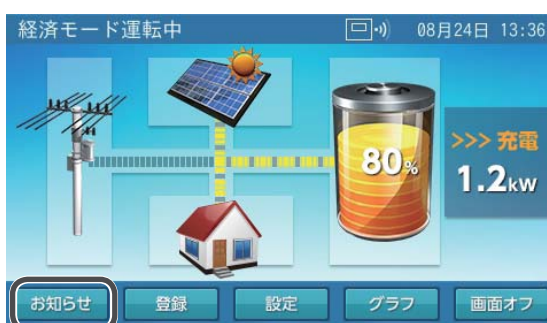 経済モード運転中 08月24日 13:36
80%
>>> 充電
1.2kw
お知らせ 登録 設定 グラフ 画面オフ